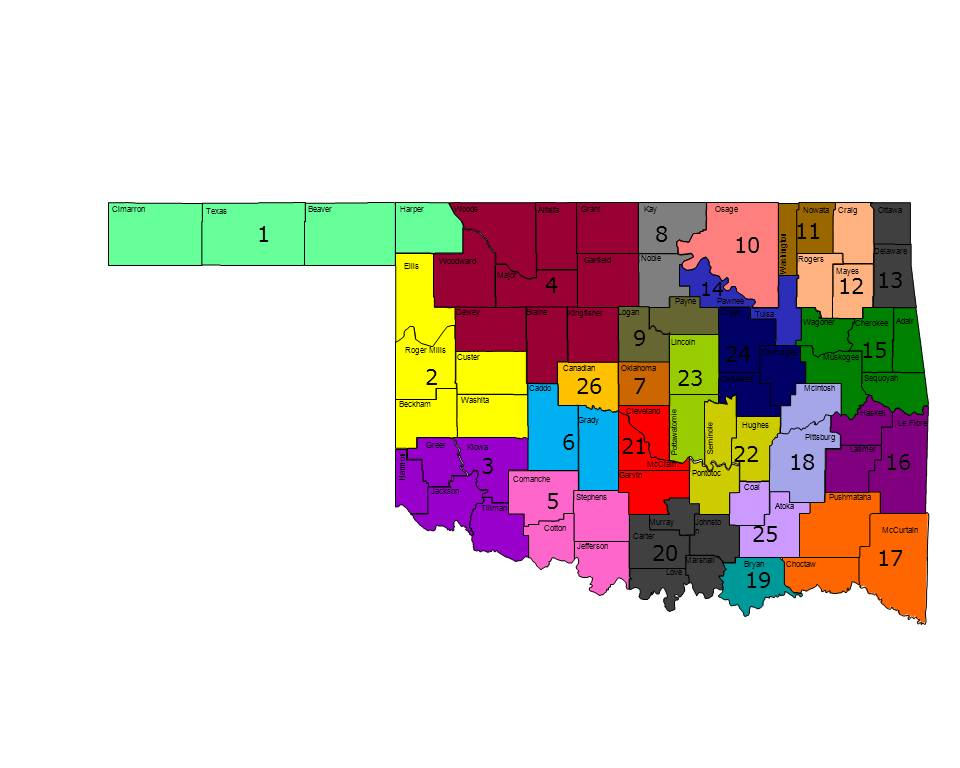 Cimarron
Texas
Beaver
Harper
Woods
Alfalfa
Grant
Kay
Osage
Washington
Nowata
Craig
Ottawa
1
8
10
11
Ellis
Woodward
Major
Garfield
Noble
Rogers
Mayes
Delaware
4
14
12
13
Pawnee
Dewey
Blaine
Kingfisher
Logan
Payne
Creek
Tulsa
Wagoner
Cherokee
Adair
9
24
15
Roger Mills
Custer
Lincoln
Muskogee
2
Canadian
Oklahoma
Sequoyah
26
7
23
Beckham
Washita
Caddo
McIntosh
Grady
Cleveland
Pottawatomie
Seminole
Hughes
Haskell
Le Flore
6
21
22
Pittsburg
18
16
Greer
Kiowa
McClain
Latimer
3
Harmon
Jackson
Tillman
Comanche
5
Stephens
Garvin
Pontotoc
Coal
Atoka
Pushmataha
Cotton
Jefferson
Murray
Johnsto
n
Carter
20
25
McCurtain
17
Marshall
Love
Bryan
19
Choctaw